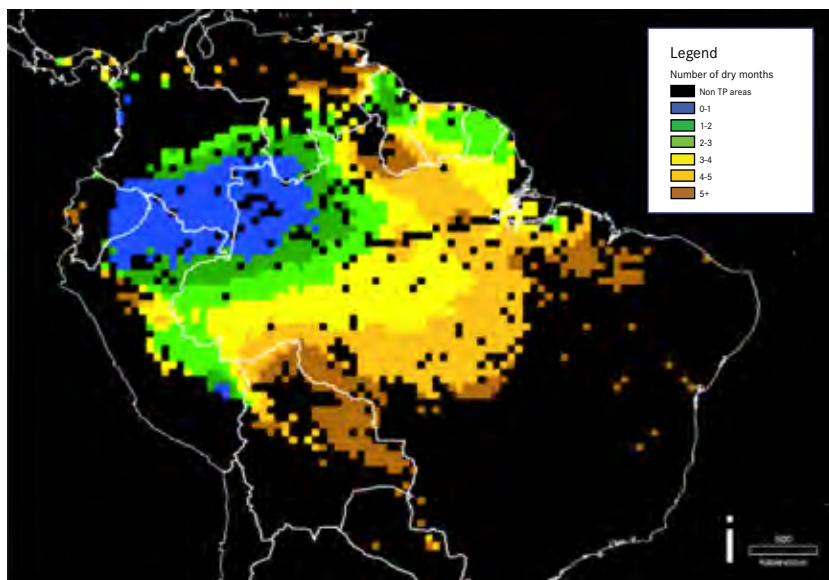 Legend
Number of dry months
Non TP areas
0-1
1-2
2-3
3-4
4-5
5+